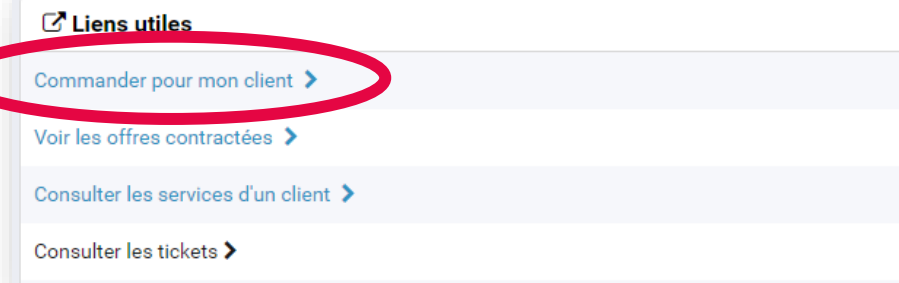 Liens utiles
Commander pour mon client
Voir les offres contractées
Consulter les services d'un client
Consulter les tickets